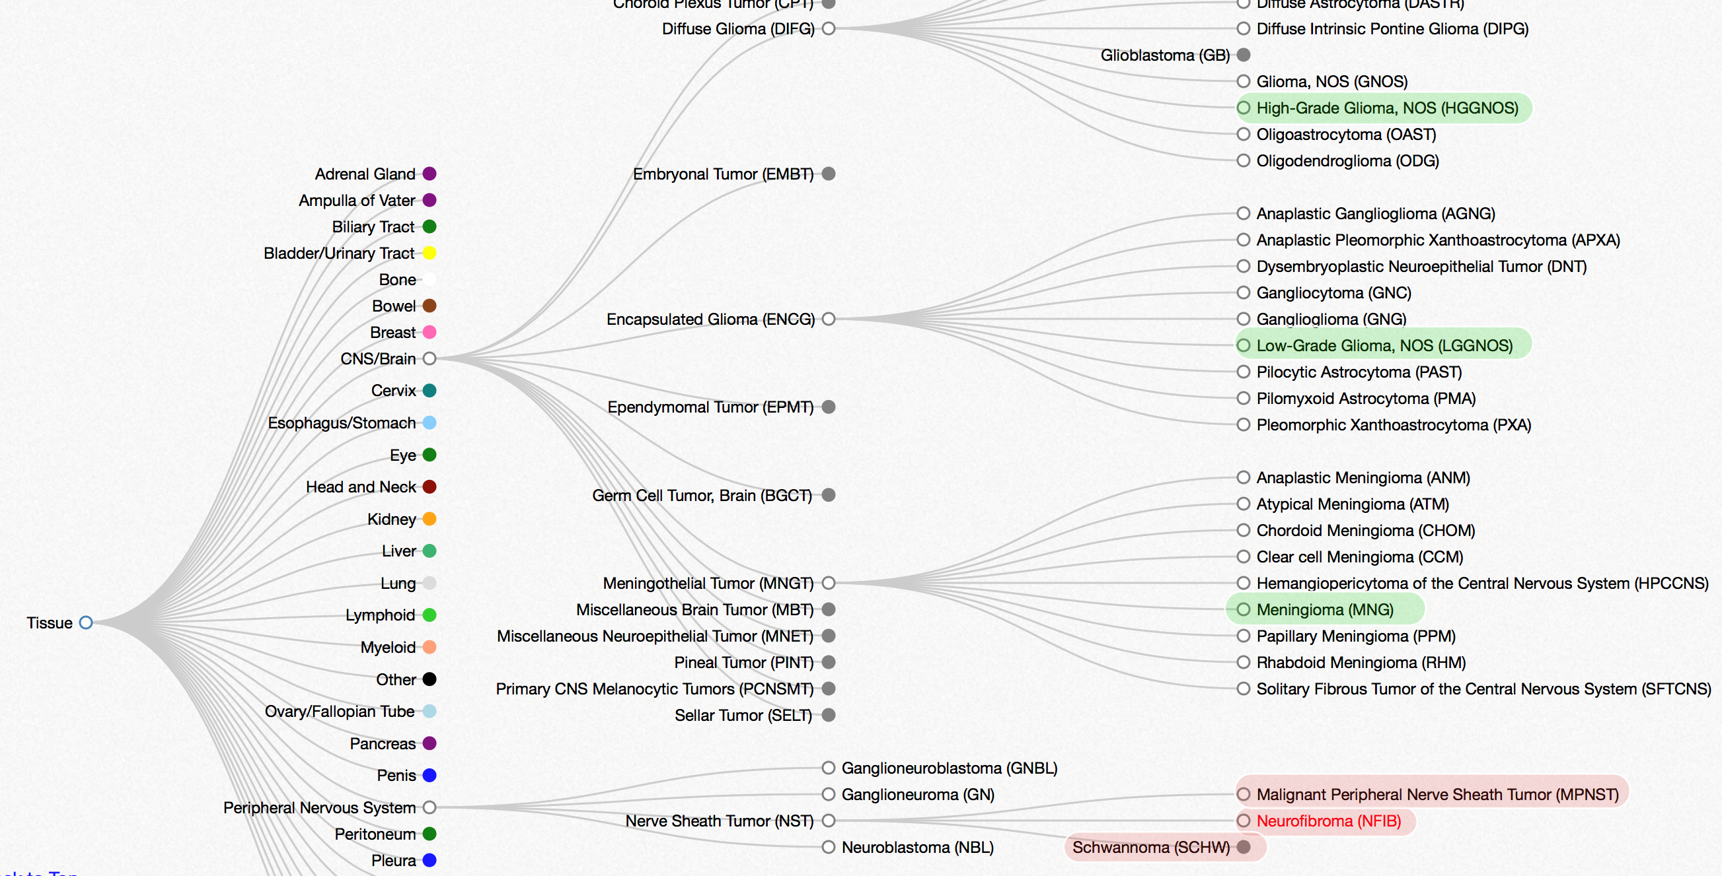 Choroid Plexus Tumor (CPT)
Diffuse Glioma (DIFG)
Diffuse Astrocytoma (DASTR)
Diffuse Intrinsic Pontine Glioma (DIPG)
Glioblastoma (GB)
Glioma, NOS (GNOS)
High-Grade Glioma, NOS (HGGNOS)
Oligoastrocytoma (OAST)
Oligodendroglioma (ODG)
Adrenal Gland
Ampulla of Vater
Biliary Tract
Bladder/Urinary Tract
Bone
Bowel
Breast
CNS/Brain
Cervix
Esophagus/Stomach
Eye
Head and Neck
Kidney
Liver
Lung
Lymphoid
Tissue
Myeloid
Other
Ovary/Fallopian Tube
Pancreas
Penis
Peripheral Nervous System
Peritoneum
Pleura
Embryonal Tumor (EMBT)
Encapsulated Glioma (ENCG)
Ependymomal Tumor (EPMT)
Germ Cell Tumor, Brain (BGCT)
Meningothelial Tumor (MNGT)
Miscellaneous Brain Tumor (MBT)
Miscellaneous Neuroepithelial Tumor (MNET)
Pineal Tumor (PINT)
Primary CNS Melanocytic Tumors (PCNSMT)
Sellar Tumor (SELT)
Anaplastic Ganglioglioma (AGNG)
Anaplastic Pleomorphic Xanthoastrocytoma (APXA)
Dysembryoplastic Neuroepithelial Tumor (DNT)
Gangliocytoma (GNC)
Ganglioglioma (GNG)
Low-Grade Glioma, NOS (LGGNOS)
Pilocytic Astrocytoma (PAST)
Pilomyxoid Astrocytoma (PMA)
Pleomorphic Xanthoastrocytoma (PXA)
Anaplastic Meningioma (ANM)
Atypical Meningioma (ATM)
Chordoid Meningioma (CHOM)
Clear cell Meningioma (CCM)
Hemangiopericytoma of the Central Nervous System (HPCCNS)
Meningioma (MNG)
Papillary Meningioma (PPM)
Rhabdoid Meningioma (RHM)
Solitary Fibrous Tumor of the Central Nervous System (SFTCNS)
Ganglioneuroblastoma (GNBL)
Ganglioneuroma (GN)
Nerve Sheath Tumor (NST)
Neuroblastoma (NBL)
Malignant Peripheral Nerve Sheath Tumor (MPNST)
Neurofibroma (NFIB)
Schwannoma (SCHW)
to Top